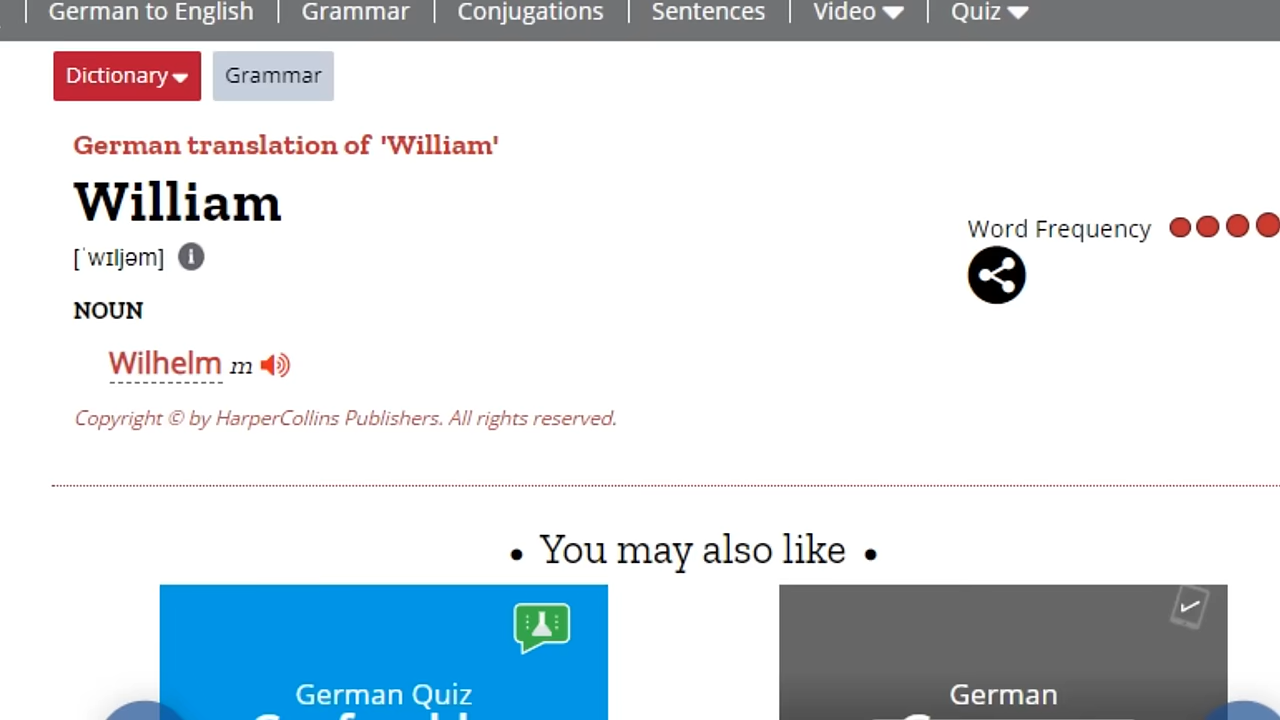 German to English | Grammar | Conjugations | Sentences | Video | Quiz
Dictionary Grammar
German translation of 'William'
William
Word Frequency
[ˈwɪljəm]
NOUN
Wilhelm m
Copyright © by HarperCollins Publishers. All rights reserved.
• You may also like •
German Quiz
German